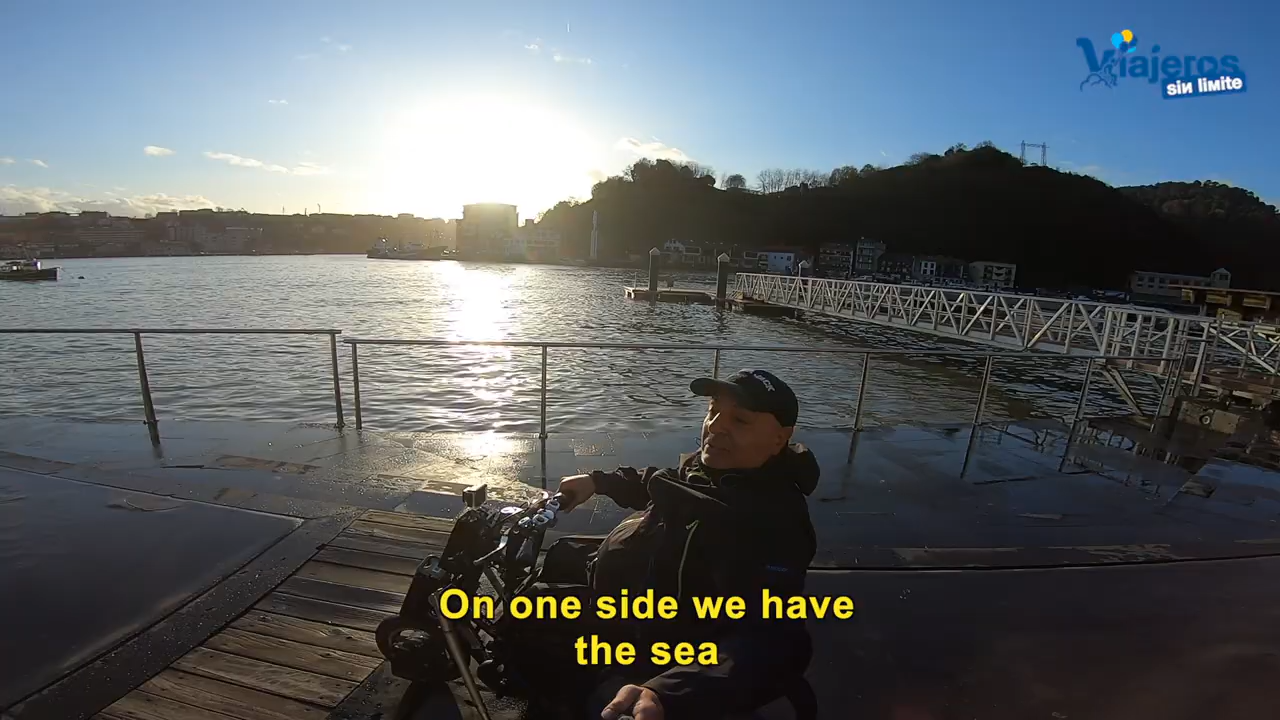 Viajeros
sin limite
On one side we have
the sea